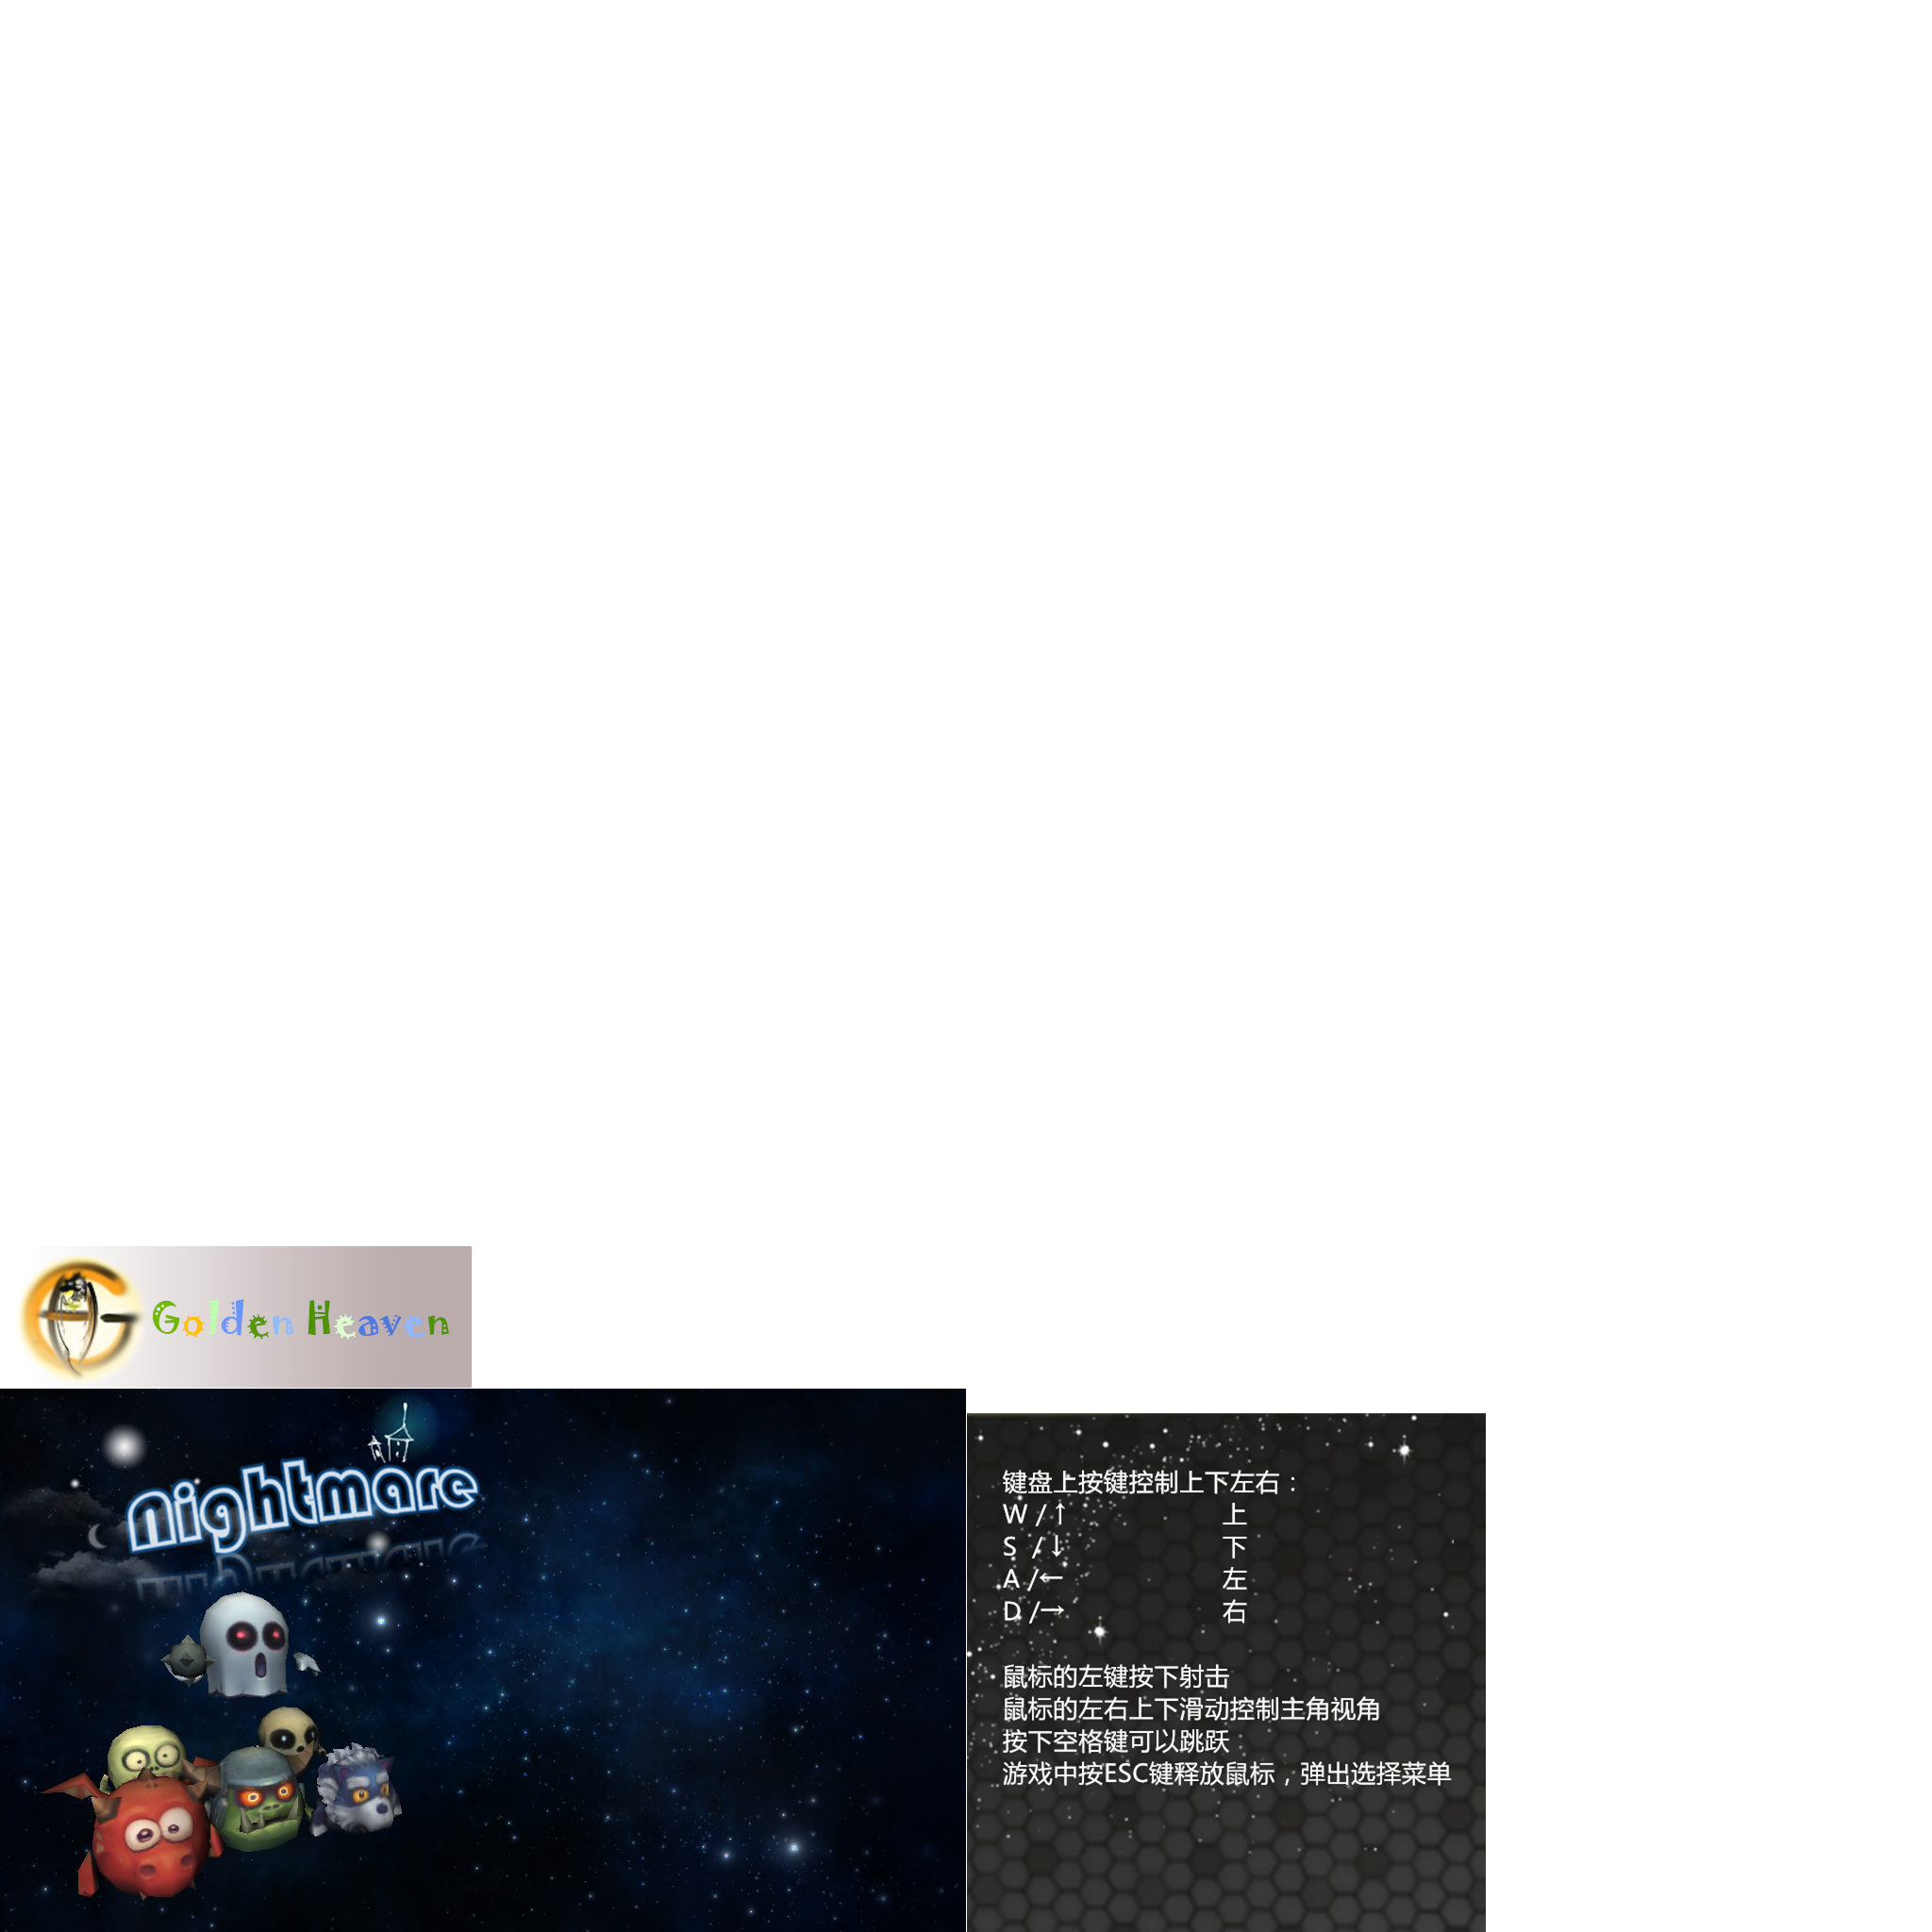 Golden Heaven
Nightmare
键盘上按键控制上下左右：
W / ↑ 上
S / ↓ 下
A /← 左
D /→ 右
鼠标的左键按下射击
鼠标的左右上下滑动控制主角视角
按下空格键可以跳跃
游戏中按ESC键释放鼠标，弹出选择菜单